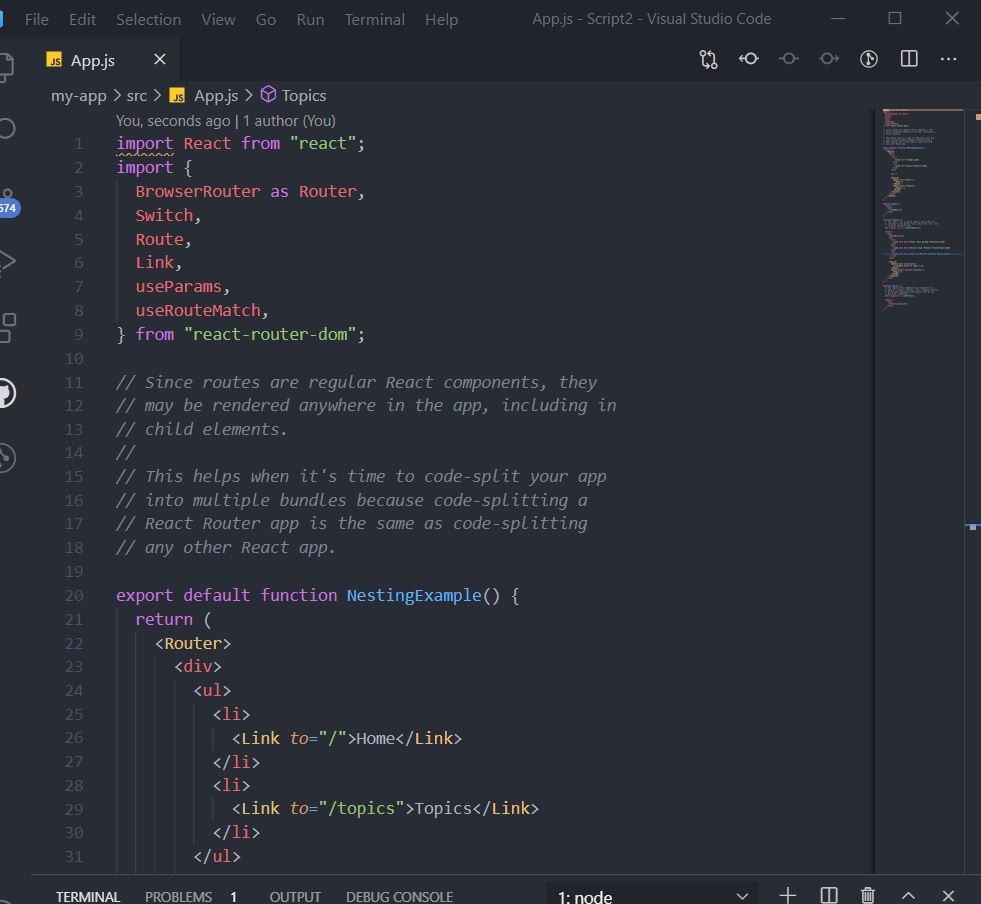 File Edit Selection View Go Run Terminal Help App.js - Script2 - Visual Studio Code
JS App.js
my-app > src > JS App.js > Topics
You, seconds ago | 1 author (You)
1 import React from "react";
2 import {
3 BrowserRouter as Router,
4 Switch,
5 Route,
6 Link,
7 useParams,
8 useRouteMatch,
9 } from "react-router-dom";
10
11 // Since routes are regular React components, they
12 // may be rendered anywhere in the app, including in
13 // child elements.
14 //
15 // This helps when it's time to code-split your app
16 // into multiple bundles because code-splitting a
17 // React Router app is the same as code-splitting
18 // any other React app.
19
20 export default function NestingExample() {
21 return (
22 <Router>
23 <div>
24 <ul>
25 <li>
26 <Link to="/">Home</Link>
27 </li>
28 <li>
29 <Link to="/topics">Topics</Link>
30 </li>
31 </ul>
574
TERMINAL PROBLEMS 1 OUTPUT DEBUG CONSOLE 1: node